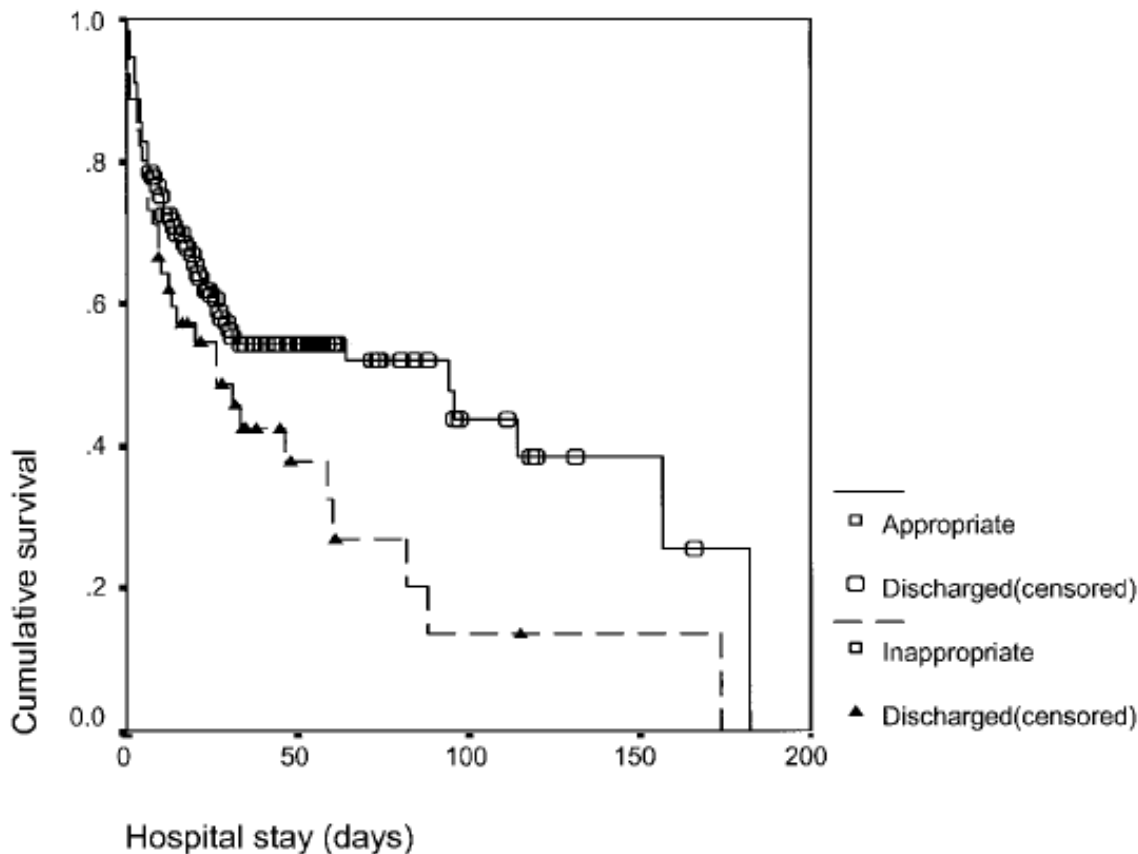 1.0
.8
.6
.4
.2
0.0
Cumulative survival
0 50 100 150 200
Hospital stay (days)
Appropriate
Discharged(censored)
Inappropriate
Discharged(censored)